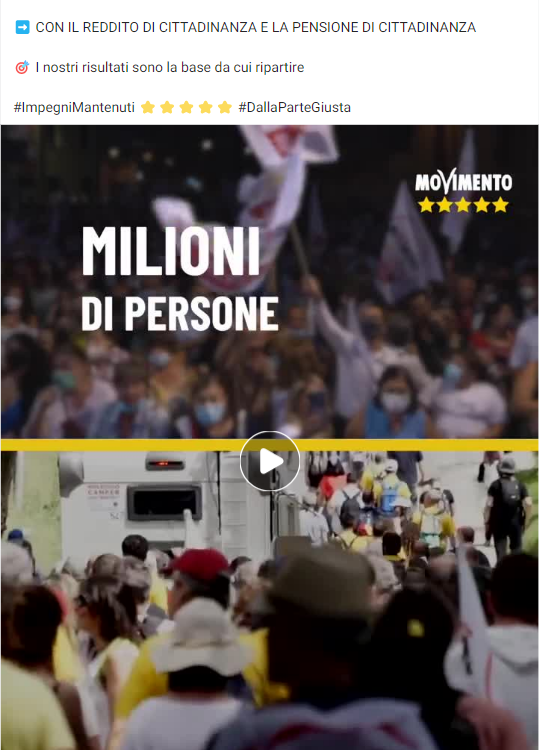 ➡️ CON IL REDDITO DI CITTADINANZA E LA PENSIONE DI CITTADINANZA
🎯 I nostri risultati sono la base da cui ripartire
#ImpegniMantenuti ⭐⭐⭐⭐⭐ #DallaParteGiusta
MOVIMENTO
MILIONI
DI PERSONE
CAMPER